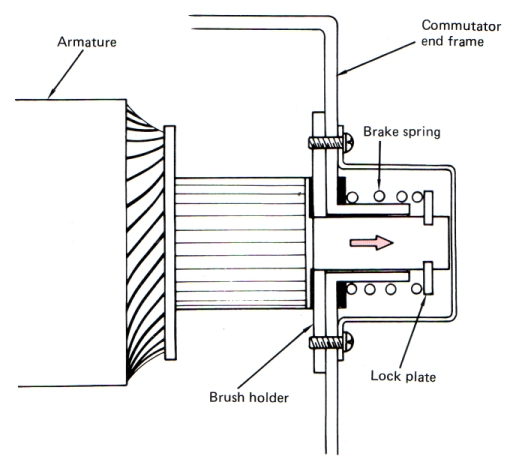 Commutator
end frame
Armature
Brake spring
Lock plate
Brush holder